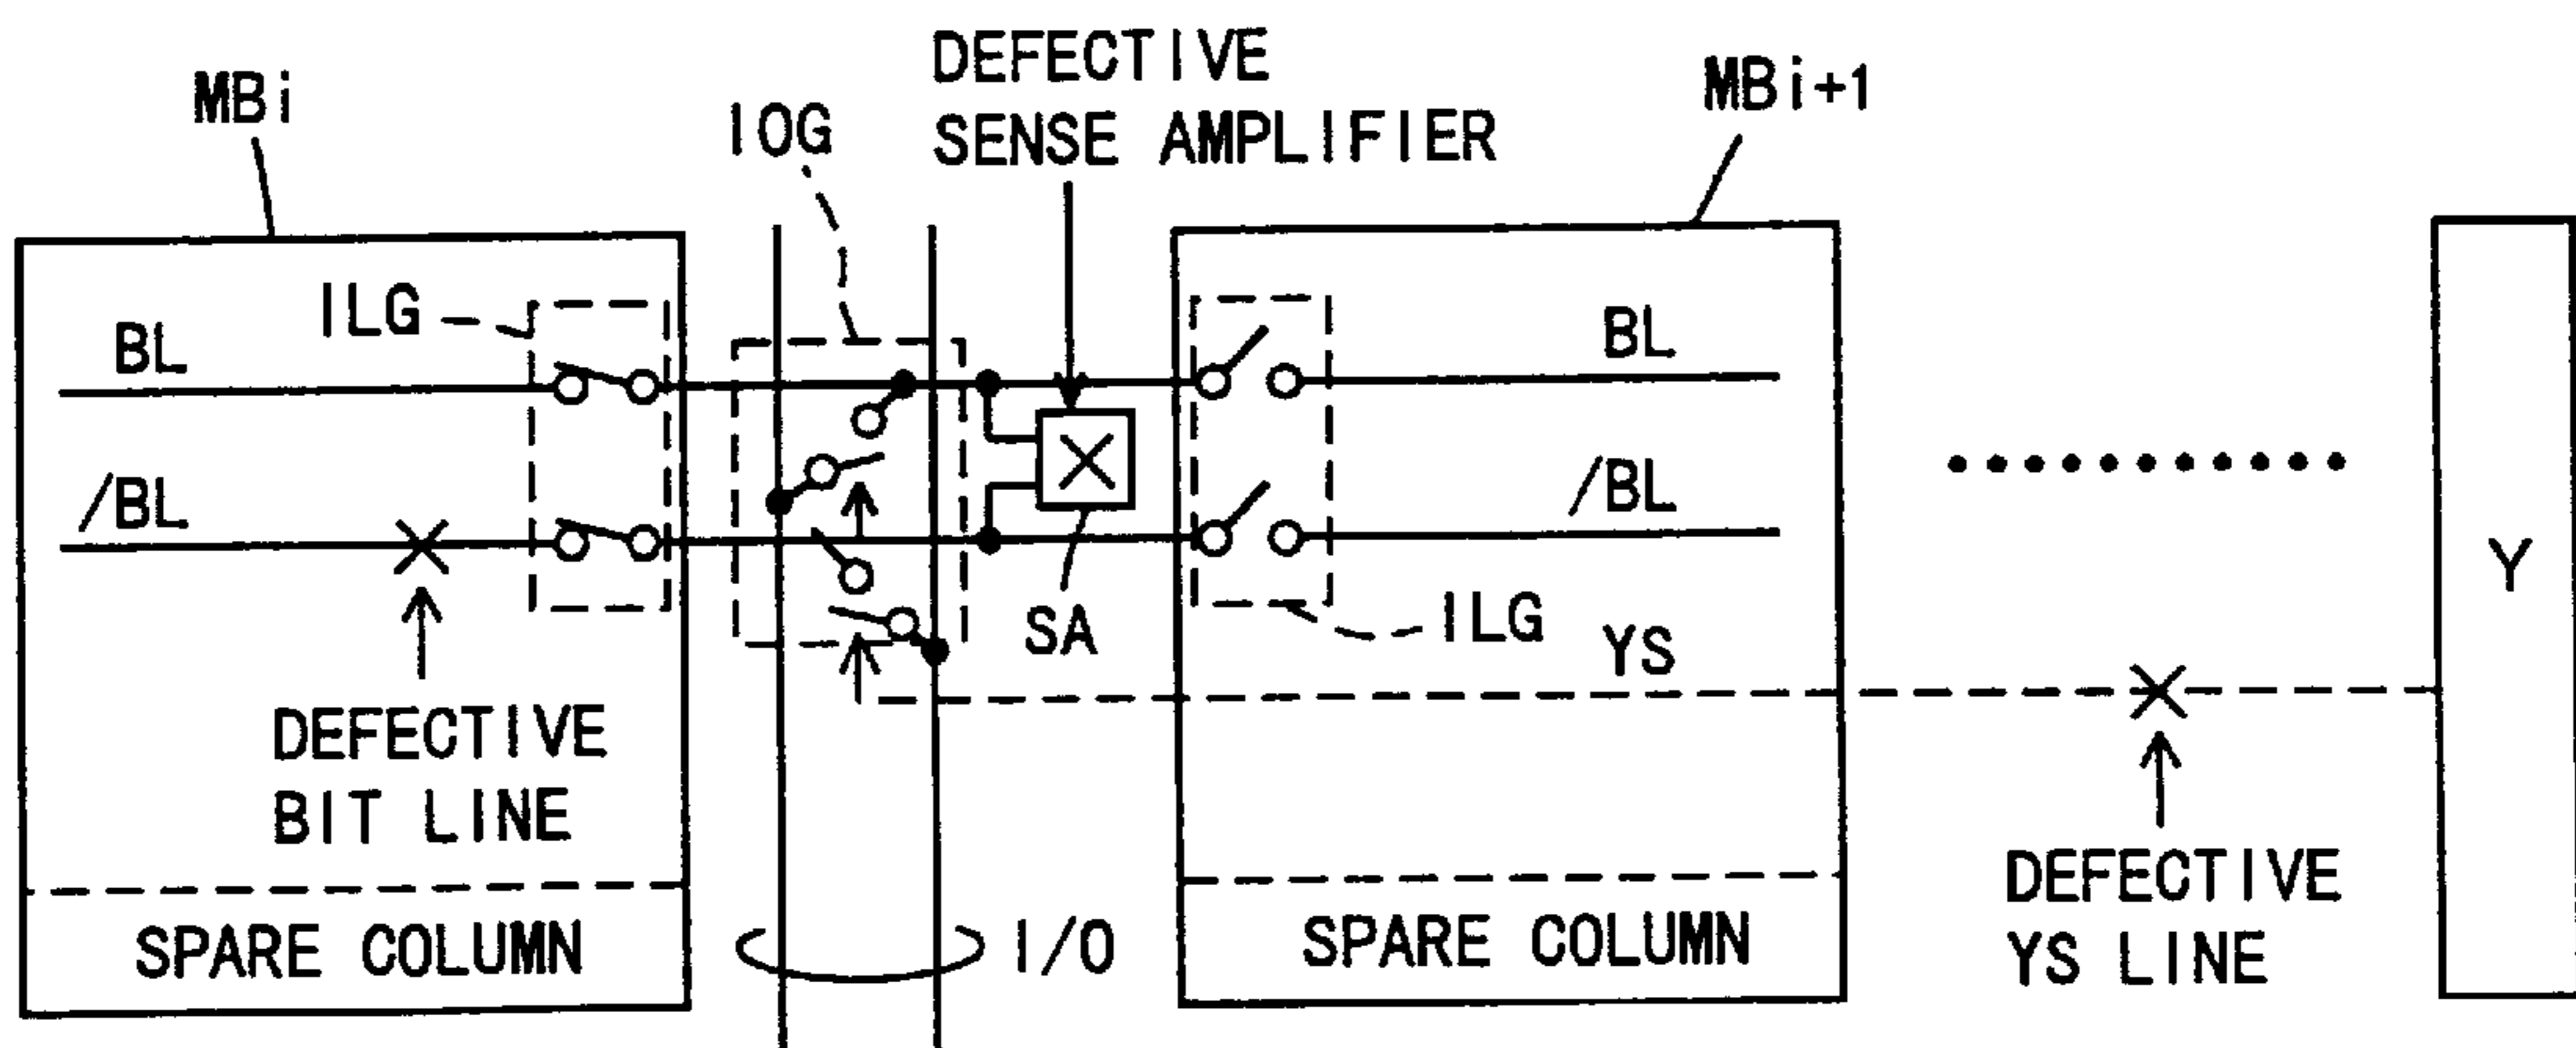 MBi
IOG
DEFECTIVE
SENSE AMPLIFIER
MBi+1
ILG
BL
BL
/BL
/BL
Y
SA
ILG
YS
DEFECTIVE
BIT LINE
DEFECTIVE
YS LINE
SPARE COLUMN
I/O
SPARE COLUMN